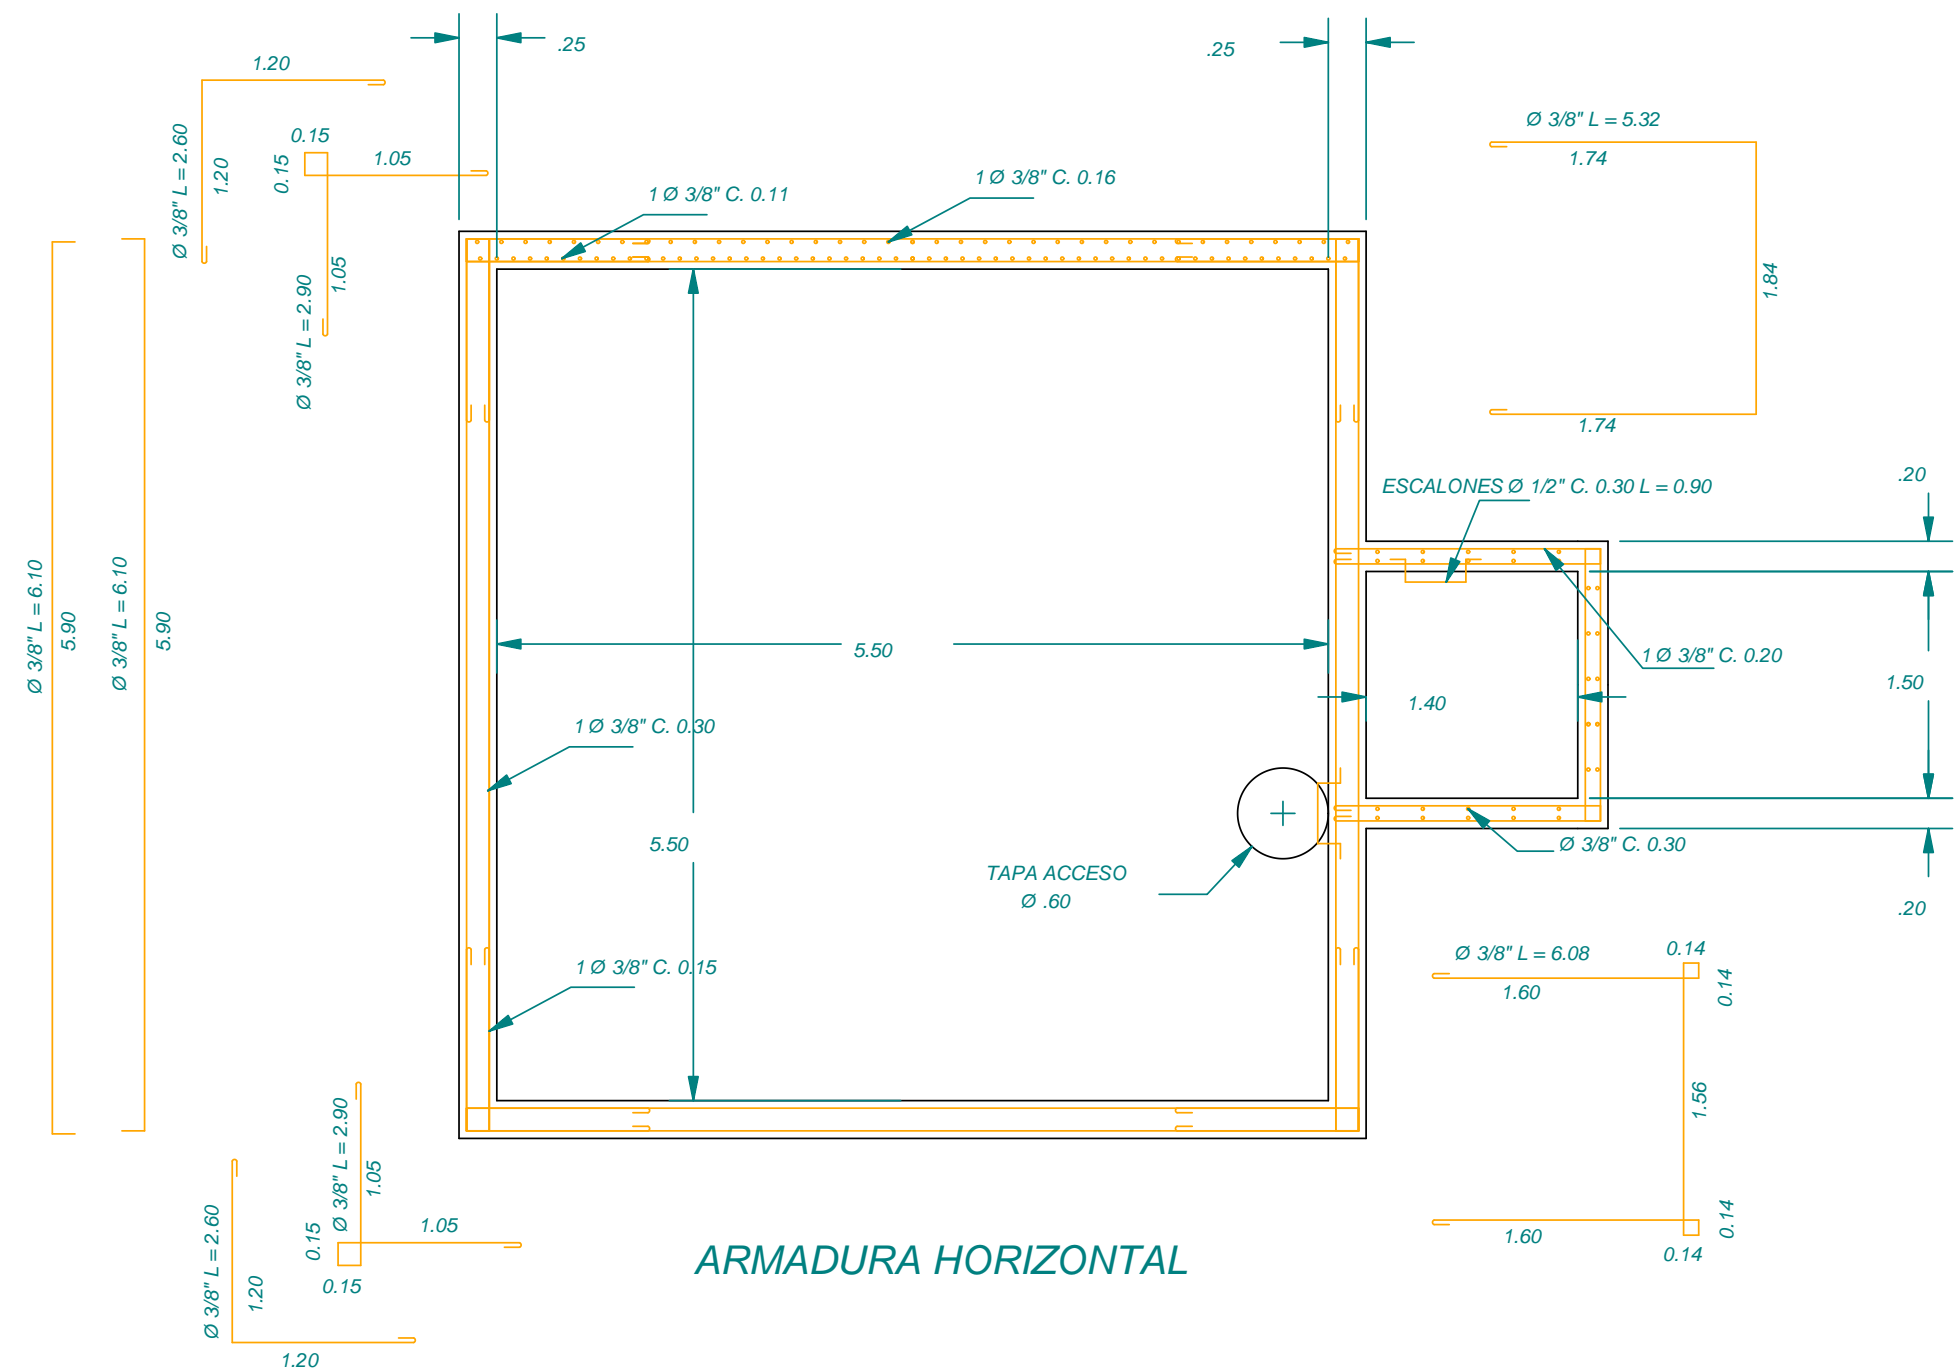 .25
.25
1.20
Ø 3/8" L = 2.60
1.20
0.15
0.15
1.05
Ø 3/8" L = 2.90
1.05
1 Ø 3/8" C. 0.11
1 Ø 3/8" C. 0.16
Ø 3/8" L = 5.32
1.74
1.84
1.74
ESCALONES Ø 1/2" C. 0.30 L = 0.90
.20
Ø 3/8" L = 6.10
5.90
Ø 3/8" L = 6.10
5.90
5.50
1 Ø 3/8" C. 0.20
1.50
1.40
1 Ø 3/8" C. 0.30
5.50
TAPA ACCESO
Ø .60
Ø 3/8" C. 0.30
.20
1 Ø 3/8" C. 0.15
Ø 3/8" L = 6.08
0.14
0.14
1.60
1.56
1.60
0.14
0.14
Ø 3/8" L = 2.90
1.05
0.15
1.05
0.15
Ø 3/8" L = 2.60
1.20
1.20
ARMADURA HORIZONTAL